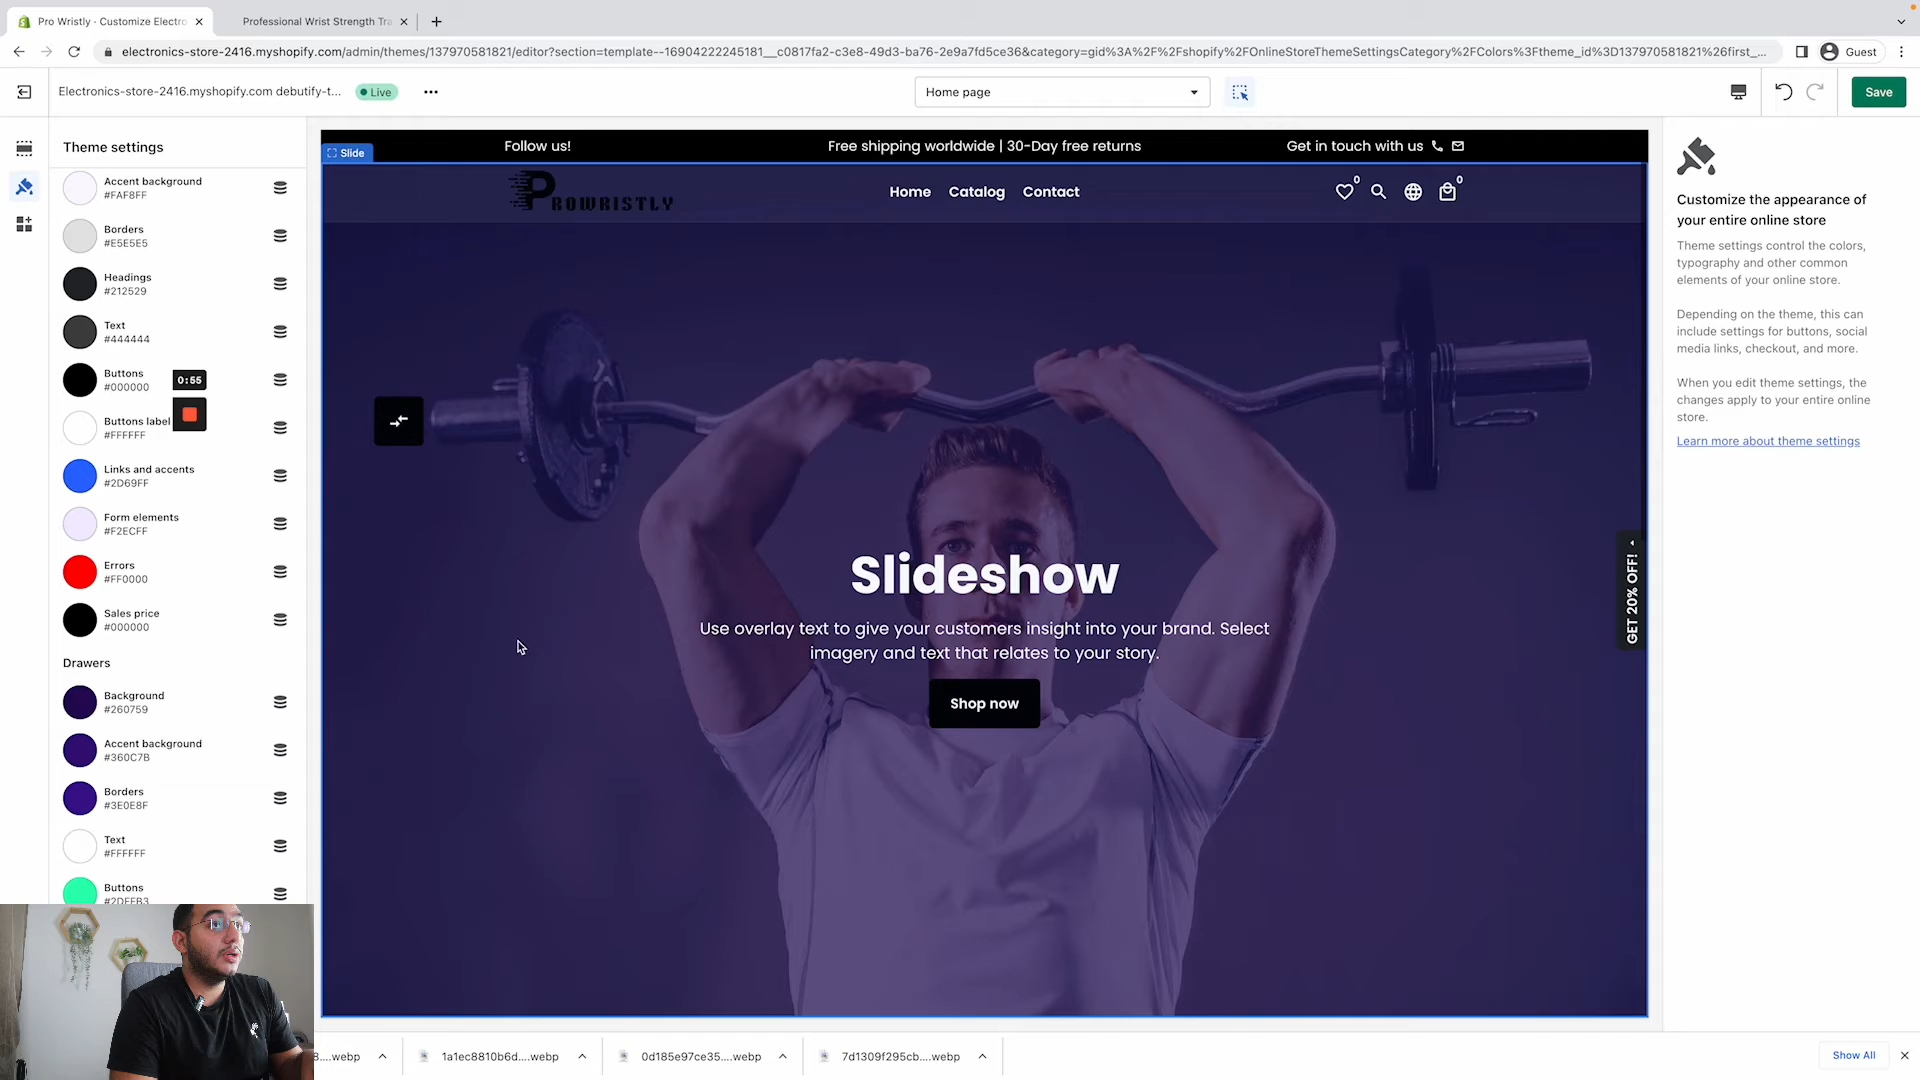 Pro Wristly · Customize Electro
Professional Wrist Strength Tra
electronics-store-2416.myshopify.com/admin/themes/137970581821/editor?section=template--16904222245181__c0817fa2-c3e8-49d3-ba76-2e9a7fd5ce36&category=gid%3A%2F%2Fshopify%2FOnlineStoreThemeSettingsCategory%2FColors%3Ftheme_id%3D137970581821%26first_...
Guest
Electronics-store-2416.myshopify.com debutify-t...
Live
Home page
Save
Theme settings
Accent background
#FAF8FF
Borders
#E5E5E5
Headings
#212529
Text
#444444
Buttons
#000000
0:55
Buttons label
#FFFFFF
Links and accents
#2D69FF
Form elements
#F2ECFF
Errors
#FF0000
Sales price
#000000
Drawers
Background
#260759
Accent background
#360C7B
Borders
#3E0E8F
Text
#FFFFFF
Buttons
Follow us!
Free shipping worldwide | 30-Day free returns
Get in touch with us
Slide
PROWRISTLY
Home
Catalog
Contact
0
0
Slideshow
Use overlay text to give your customers insight into your brand. Select
imagery and text that relates to your story.
Shop now
GET 20% OFF!
Customize the appearance of
your entire online store
Theme settings control the colors,
typography and other common
elements of your online store.
Depending on the theme, this can
include settings for buttons, social
media links, checkout, and more.
When you edit theme settings, the
changes apply to your entire online
store.
Learn more about theme settings
8....webp
1a1ec8810b6d....webp
0d185e97ce35....webp
7d1309f295cb....webp
Show All